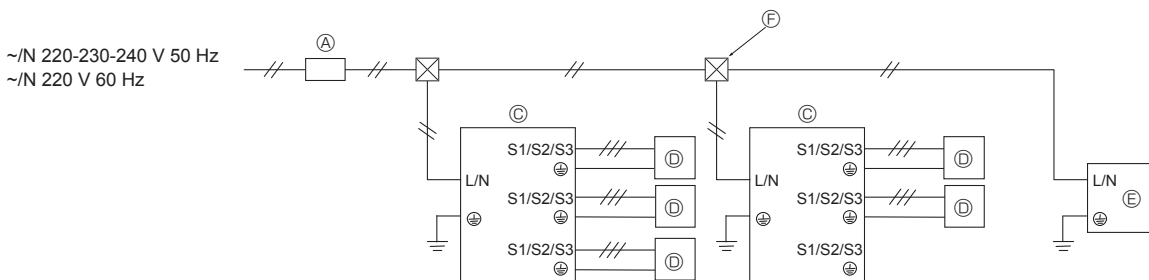 Ⓕ
Ⓐ
~/N 220-230-240 V 50 Hz
~/N 220 V 60 Hz
Ⓒ
Ⓒ
S1/S2/S3
Ⓓ
S1/S2/S3
Ⓓ
L/N
L/N
L/N
S1/S2/S3
Ⓓ
S1/S2/S3
Ⓓ
Ⓔ
S1/S2/S3
Ⓓ
S1/S2/S3